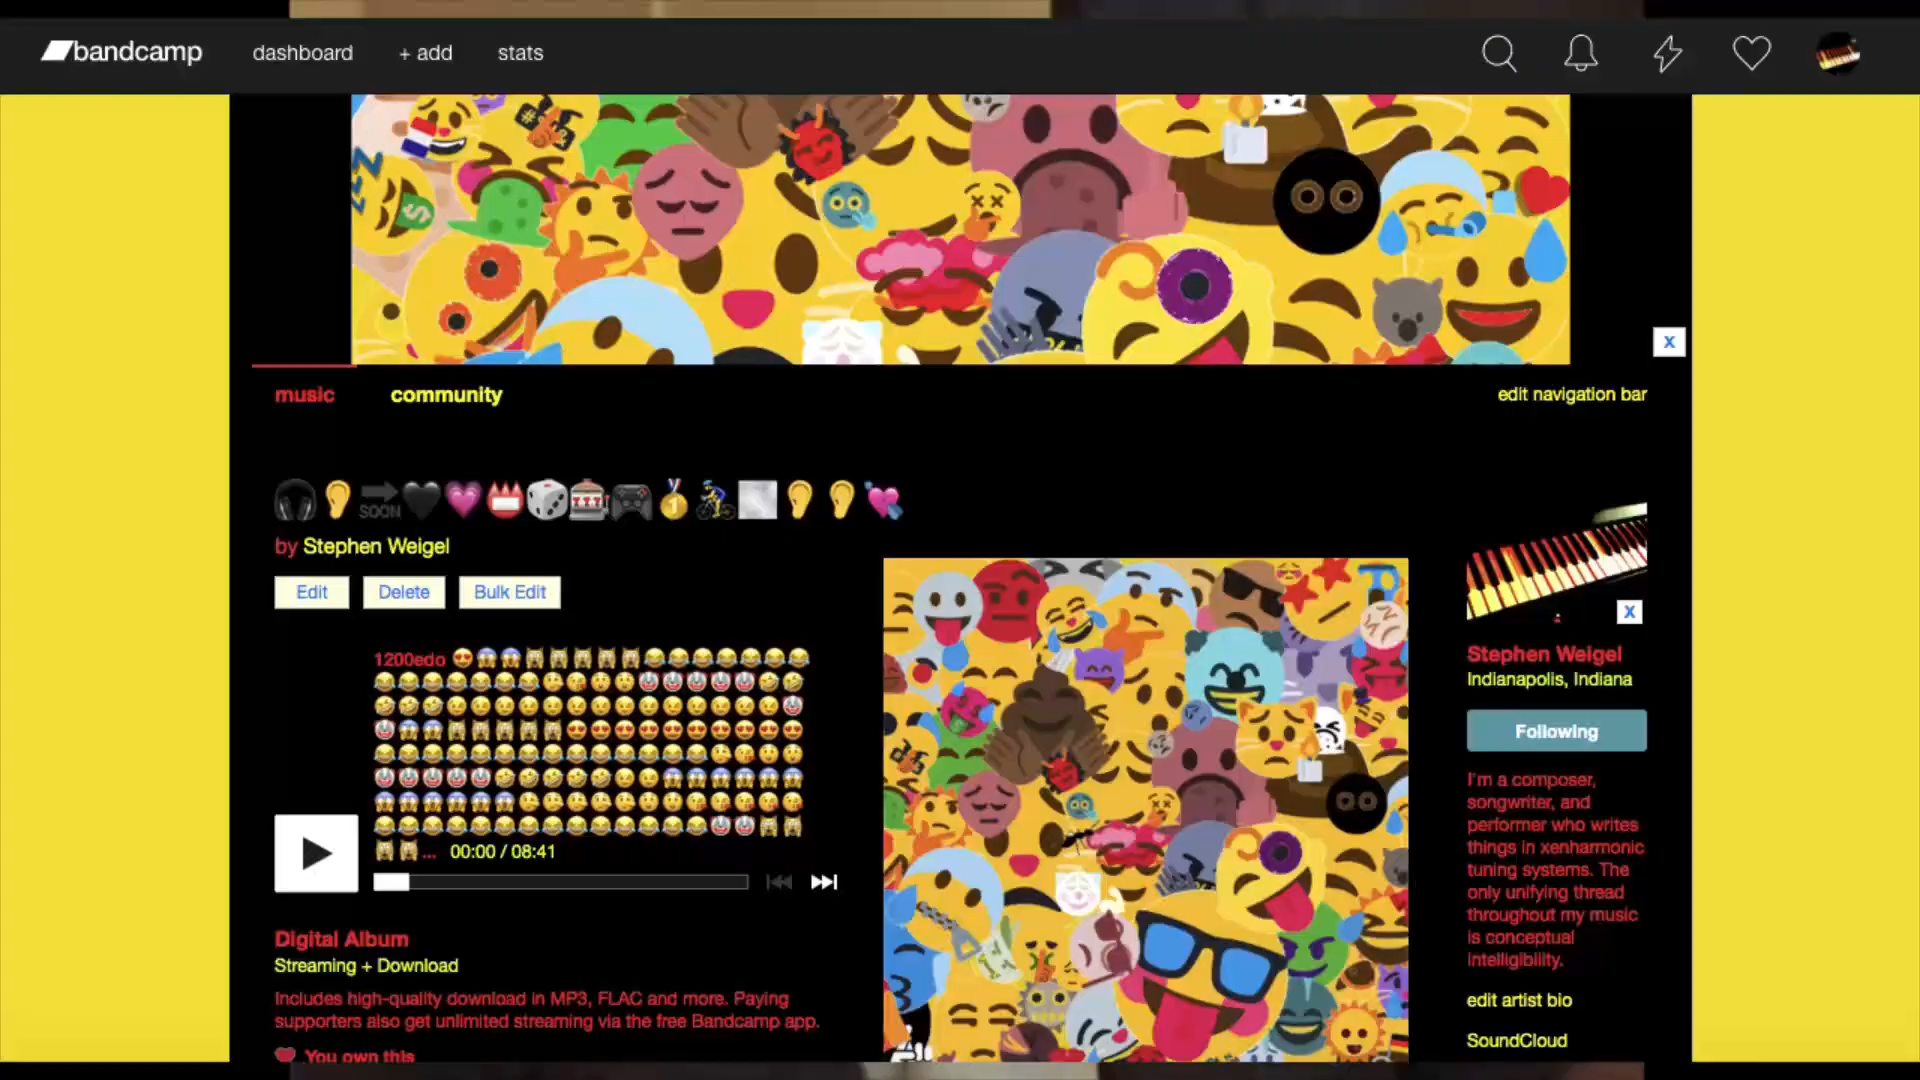 bandcamp
dashboard
+ add
stats
x
music
community
edit navigation bar
SOON
by Stephen Weigel
Edit
Delete
Bulk Edit
1200edo
... 00:00 / 08:41
x
Stephen Weigel
Indianapolis, Indiana
Following
I'm a composer,
songwriter, and
performer who writes
things in xenharmonic
tuning systems. The
only unifying thread
throughout my music
is conceptual
intelligibility.
edit artist bio
SoundCloud
Digital Album
Streaming + Download
Includes high-quality download in MP3, FLAC and more. Paying
supporters also get unlimited streaming via the free Bandcamp app.
You own this